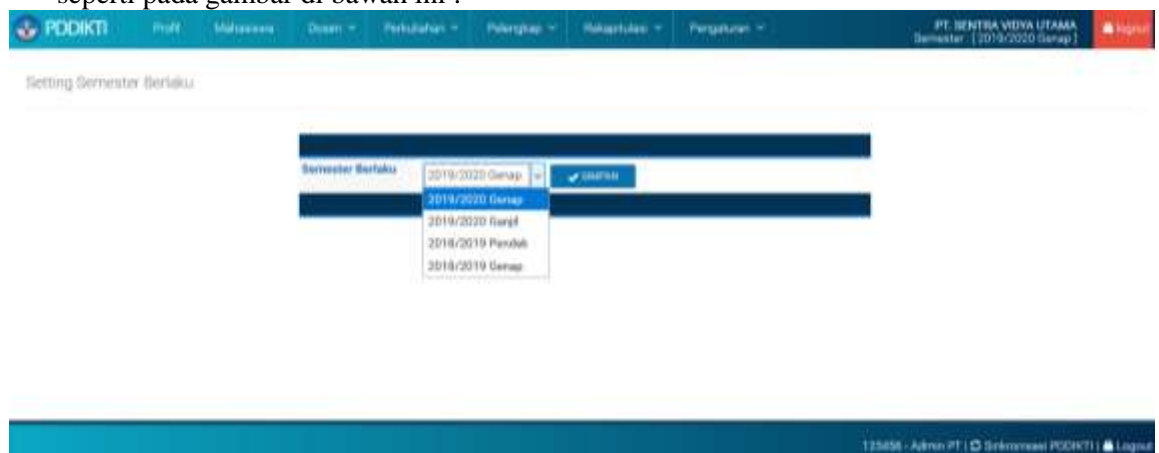 seperti pada gambar di bawah ini :
PDDIKTI Profil Mahasiswa Dosen Perkuliahan Pelengkap Rekapitulasi Pengaturan PT. SENTRA VIDYA UTAMA logout
Semester : [2019/2020 Genap]
Setting Semester Berlaku
Semester Berlaku 2019/2020 Genap SIMPAN
2019/2020 Genap
2019/2020 Ganjil
2018/2019 Pendek
2018/2019 Genap
123456 - Admin PT | Sinkronisasi PDDIKTI | Logout